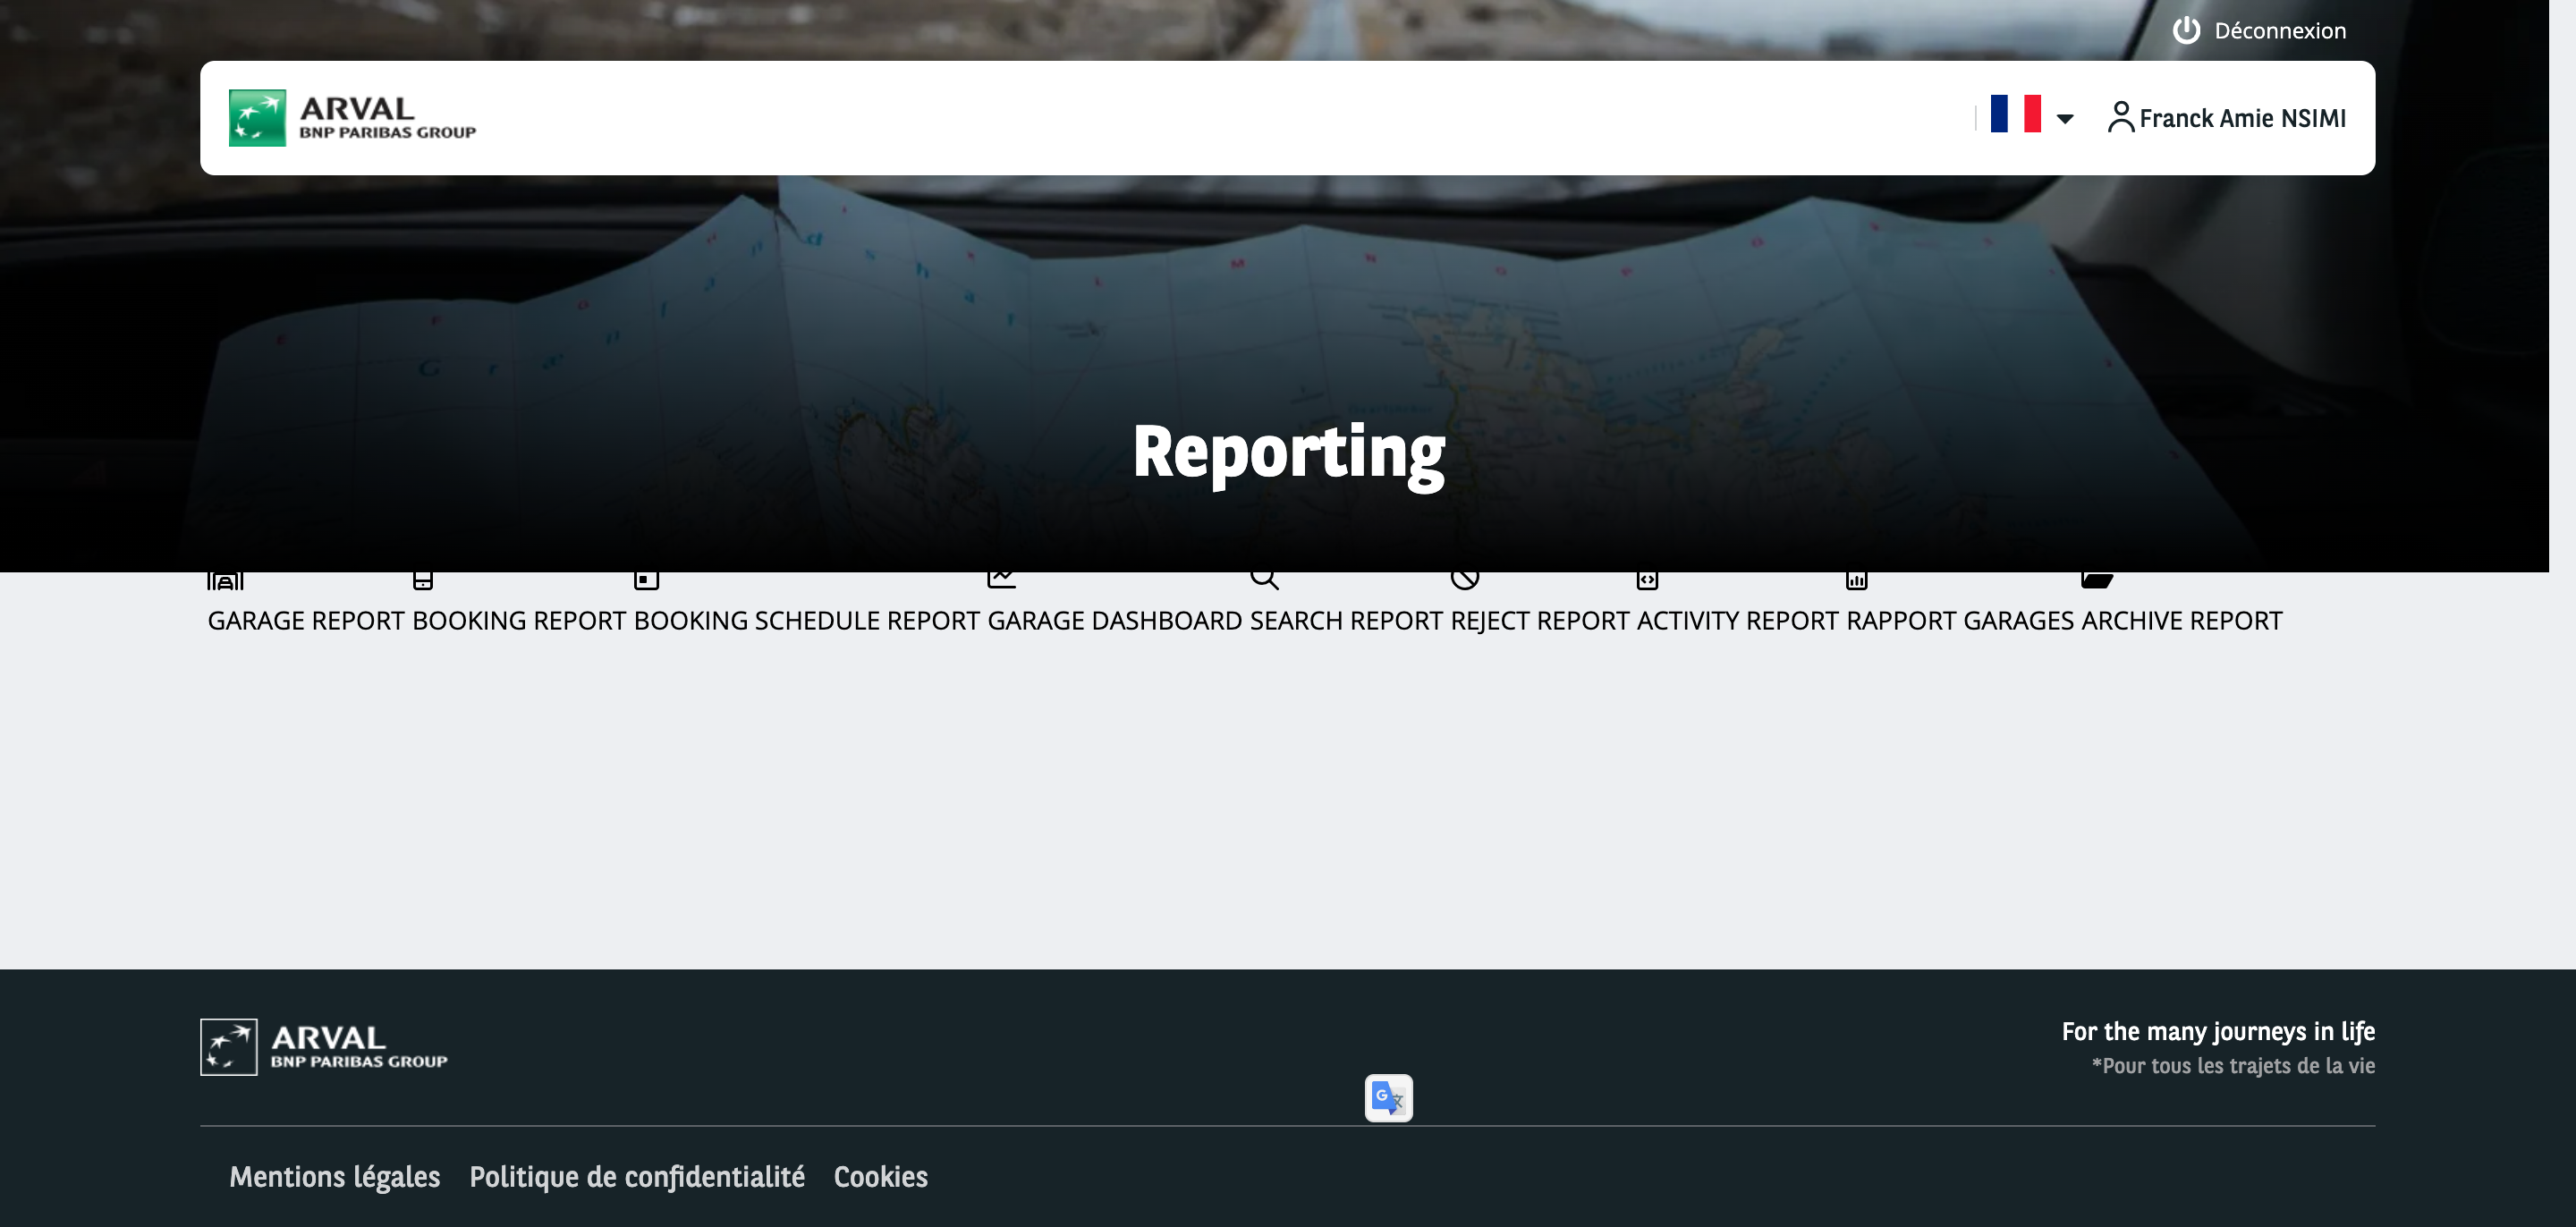 Déconnexion
ARVAL
BNP PARIBAS GROUP
Franck Amie NSIMI
Reporting
GARAGE REPORT BOOKING REPORT BOOKING SCHEDULE REPORT GARAGE DASHBOARD SEARCH REPORT REJECT REPORT ACTIVITY REPORT RAPPORT GARAGES ARCHIVE REPORT
ARVAL
BNP PARIBAS GROUP
For the many journeys in life
*Pour tous les trajets de la vie
Mentions légales Politique de confidentialité Cookies